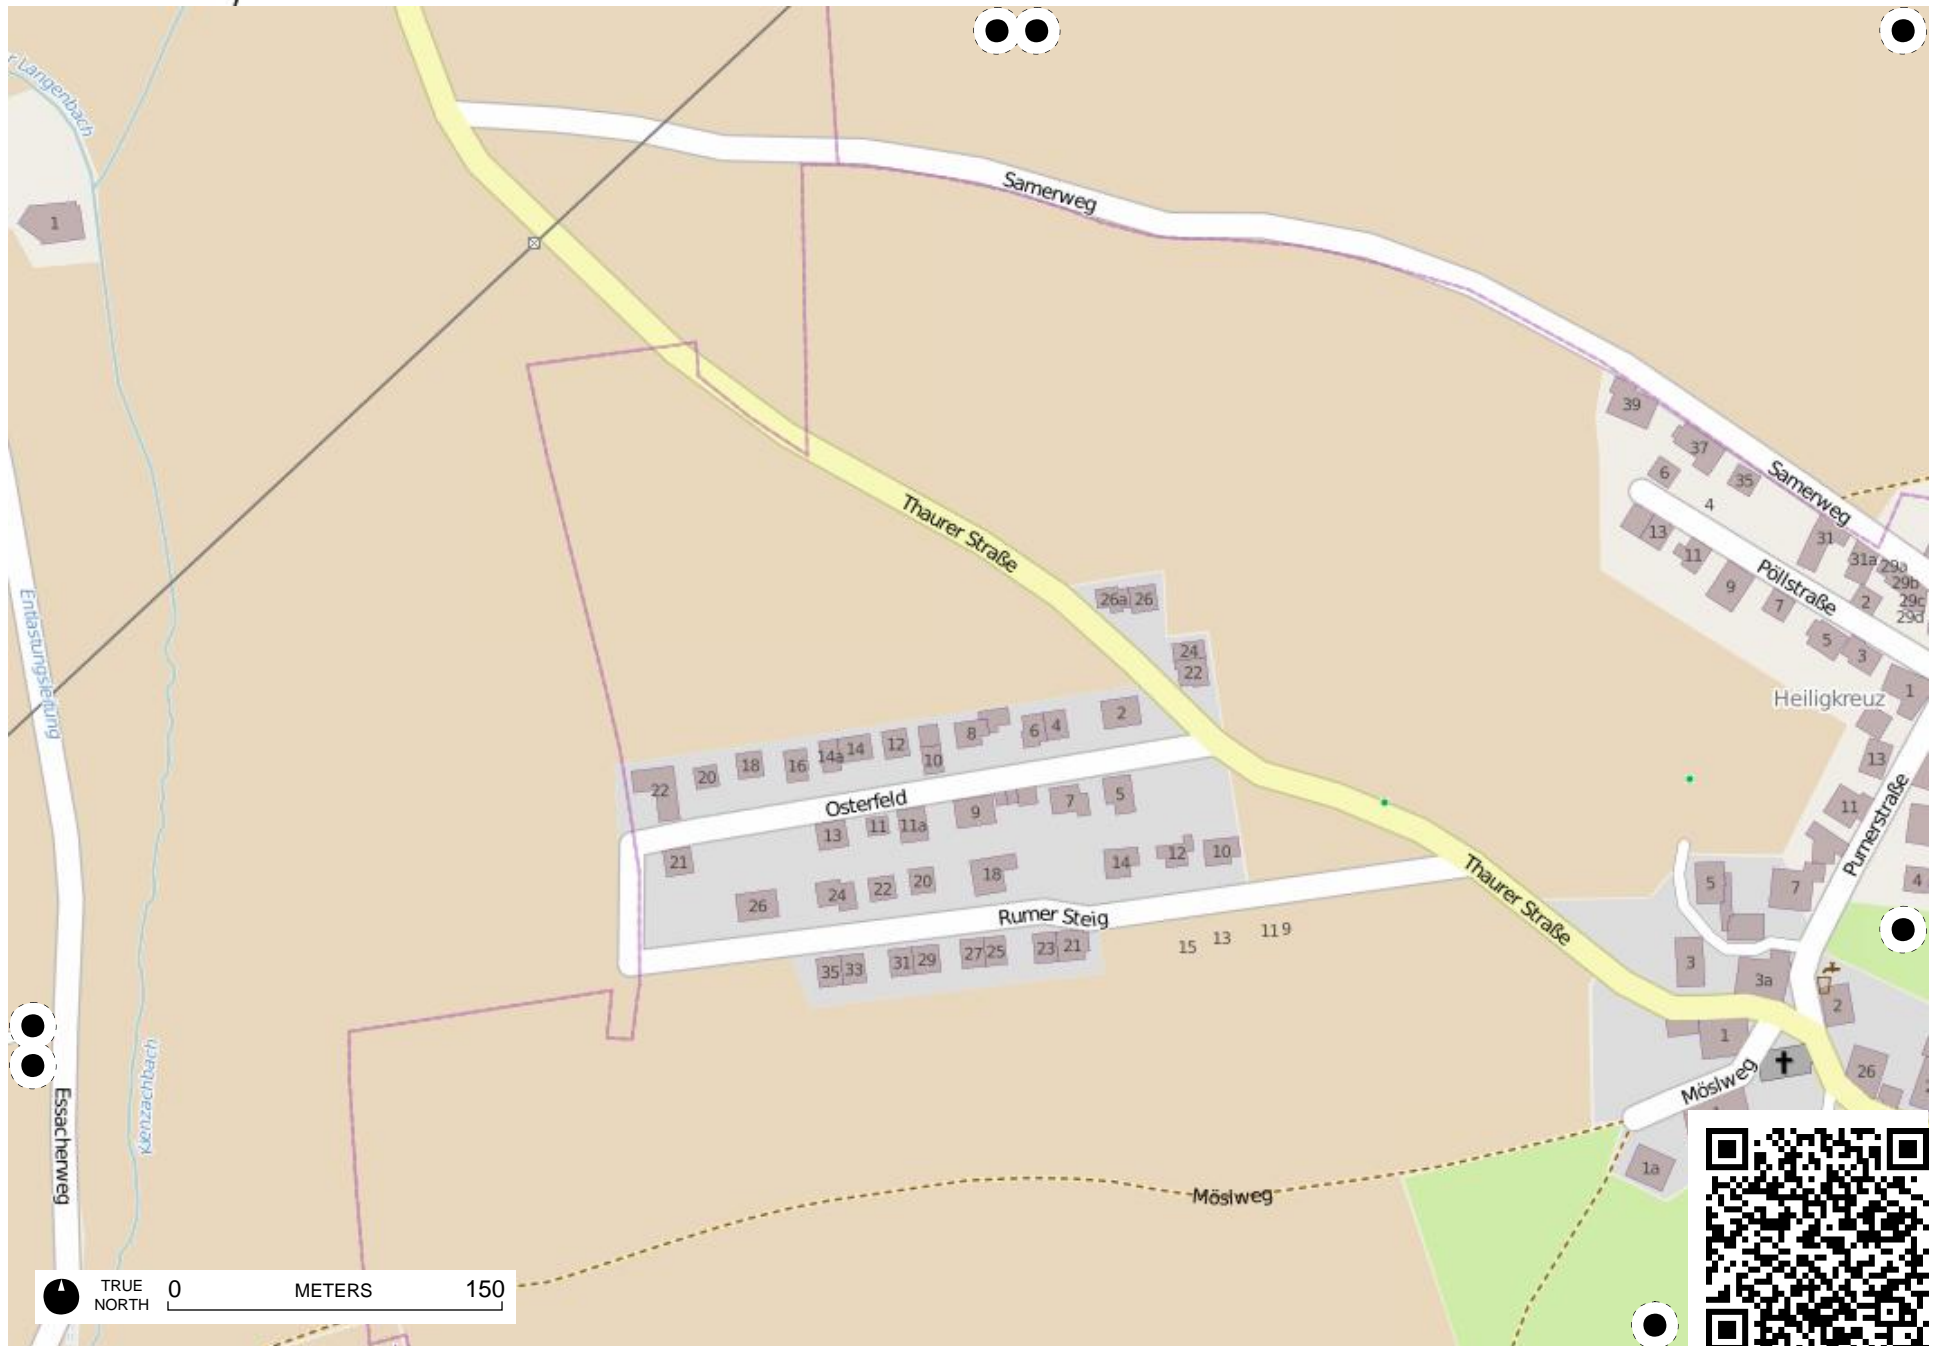 r Langenbach
1
Samerweg
39
37
6
35
Samerweg
4
13
31
11
31a
29a
Pöllstraße
9
29b
7
2
29c
29d
5
3
1
Heiligkreuz
Thaurer Straße
26a
26
24
22
Entlastungsleitung
2
6
4
8
12
14
14a
10
16
18
20
22
Osterfeld
5
7
9
11a
11
13
21
14
12
10
18
20
22
24
26
Rumer Steig
35
33
31
29
27
25
23
21
15
13
11
9
Thaurer Straße
13
11
Purnerstraße
5
7
4
3
3a
2
1
26
Möslweg
1a
Möslweg
Kienzachbach
Essacherweg
TRUE
NORTH
0
METERS
150